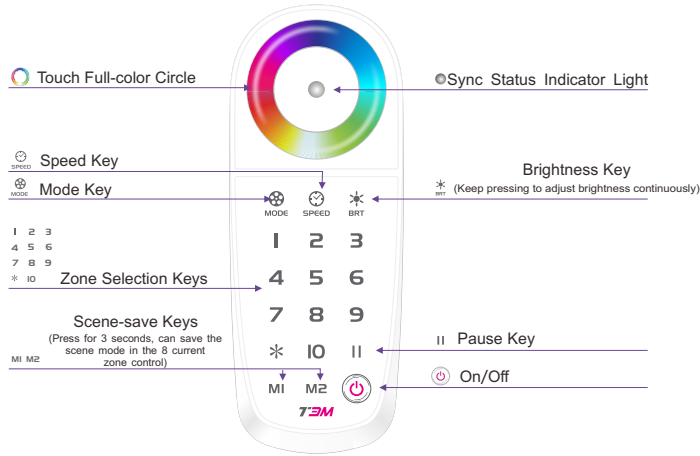 Touch Full-color Circle
Sync Status Indicator Light
SPEED Speed Key
MODE Mode Key
Brightness Key
BRT (Keep pressing to adjust brightness continuously)
MODE SPEED BRT
1 2 3
4 5 6
7 8 9
* 10
Zone Selection Keys
1 2 3
4 5 6
7 8 9
* 10 II
M1 M2
T3M
Scene-save Keys
(Press for 3 seconds, can save the
scene mode in the 8 current
zone control)
M1 M2
II Pause Key
On/Off